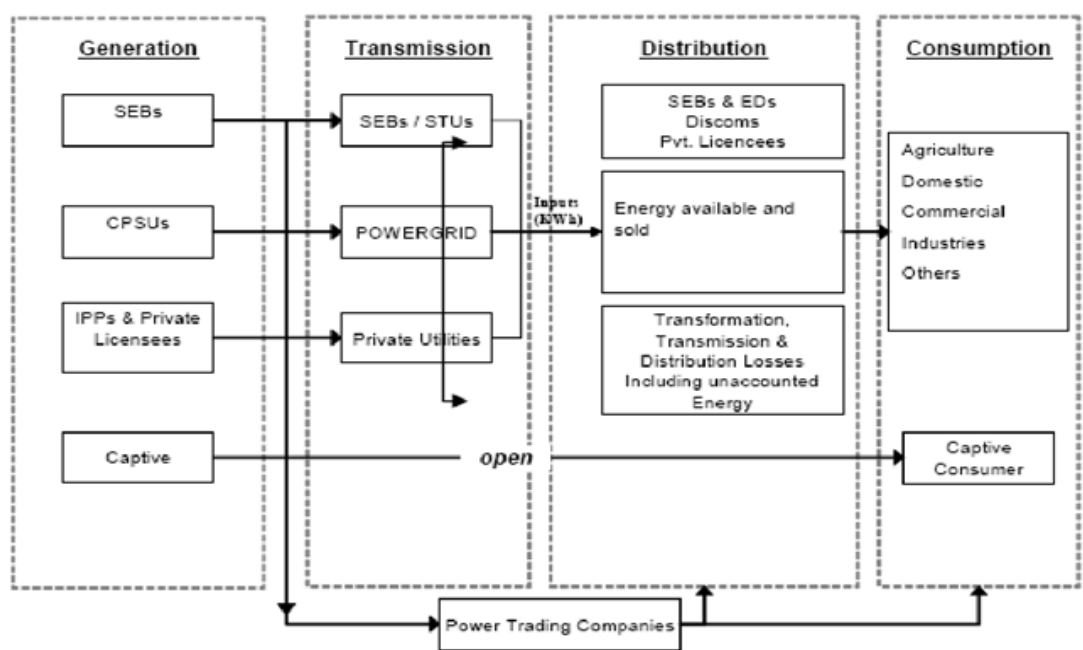 Generation
SEBs
CPSUs
IPPs & Private
Licensees
Captive
Transmission
SEBs / STUs
POWERGRID
Private Utilities
open
Inputs
(KWh)
Distribution
SEBs & EDs
Discoms
Pvt. Licencees
Energy available and
sold
Transformation,
Transmission &
Distribution Losses
Including unaccounted
Energy
Consumption
Agriculture
Domestic
Commercial
Industries
Others
Captive
Consumer
Power Trading Companies